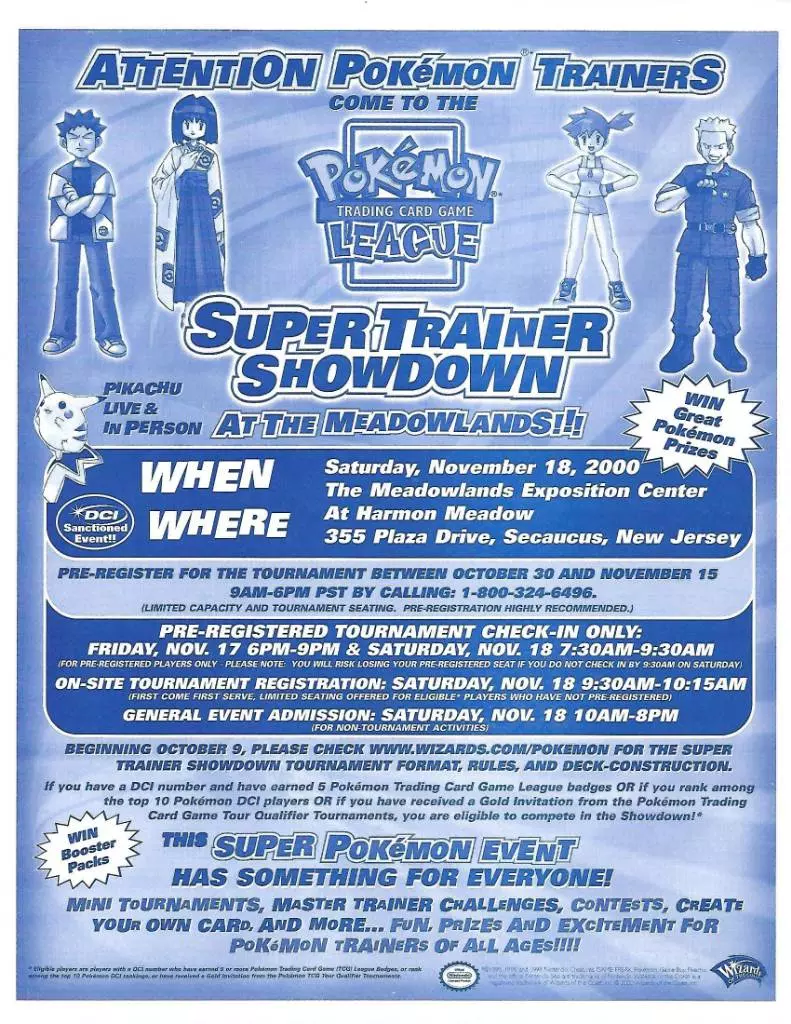 ATTENTION POKéMON®* TRAINERS
COME TO THE
POKéMON®*
TRADING CARD GAME
LEAGUE
SUPER TRAINER
SHOWDOWN
PIKACHU
LIVE &
IN PERSON
AT THE MEADOWLANDS!!!
WIN
Great
Pokémon
Prizes
DCI
Sanctioned
Event!!
WHEN
Saturday, November 18, 2000
The Meadowlands Exposition Center
WHERE
At Harmon Meadow
355 Plaza Drive, Secaucus, New Jersey
PRE-REGISTER FOR THE TOURNAMENT BETWEEN OCTOBER 30 AND NOVEMBER 15
9AM-6PM PST BY CALLING: 1-800-324-6496.
(LIMITED CAPACITY AND TOURNAMENT SEATING. PRE-REGISTRATION HIGHLY RECOMMENDED.)
PRE-REGISTERED TOURNAMENT CHECK-IN ONLY:
FRIDAY, NOV. 17 6PM-9PM & SATURDAY, NOV. 18 7:30AM-9:30AM
(FOR PRE-REGISTERED PLAYERS ONLY - PLEASE NOTE: YOU WILL RISK LOSING YOUR PRE-REGISTERED SEAT IF YOU DO NOT CHECK IN BY 9:30AM ON SATURDAY)
ON-SITE TOURNAMENT REGISTRATION: SATURDAY, NOV. 18 9:30AM-10:15AM
(FIRST COME FIRST SERVE, LIMITED SEATING OFFERED FOR ELIGIBLE* PLAYERS WHO HAVE NOT PRE-REGISTERED)
GENERAL EVENT ADMISSION: SATURDAY, NOV. 18 10AM-8PM
(FOR NON-TOURNAMENT ACTIVITIES)
BEGINNING OCTOBER 9, PLEASE CHECK WWW.WIZARDS.COM/POKEMON FOR THE SUPER
TRAINER SHOWDOWN TOURNAMENT FORMAT, RULES, AND DECK-CONSTRUCTION.
If you have a DCI number and have earned 5 Pokémon Trading Card Game League badges OR if you rank among
the top 10 Pokémon DCI players OR if you have received a Gold Invitation from the Pokémon Trading
Card Game Tour Qualifier Tournaments, you are eligible to compete in the Showdown!*
WIN
Booster
Packs
THIS SUPER POKéMON EVENT
HAS SOMETHING FOR EVERYONE!
MINI TOURNAMENTS, MASTER TRAINER CHALLENGES, CONTESTS, CREATE
YOUR OWN CARD, AND MORE... FUN, PRIZES AND EXCITEMENT FOR
POKéMON TRAINERS OF ALL AGES!!!!
* Eligible players are players with a DCI number who have earned 5 or more Pokémon Trading Card Game (TCG) League Badges, or rank
among the top 10 Pokémon DCI rankings, or have received a Gold Invitation from the Pokémon TCG Tour Qualifier Tournaments.
Wizards